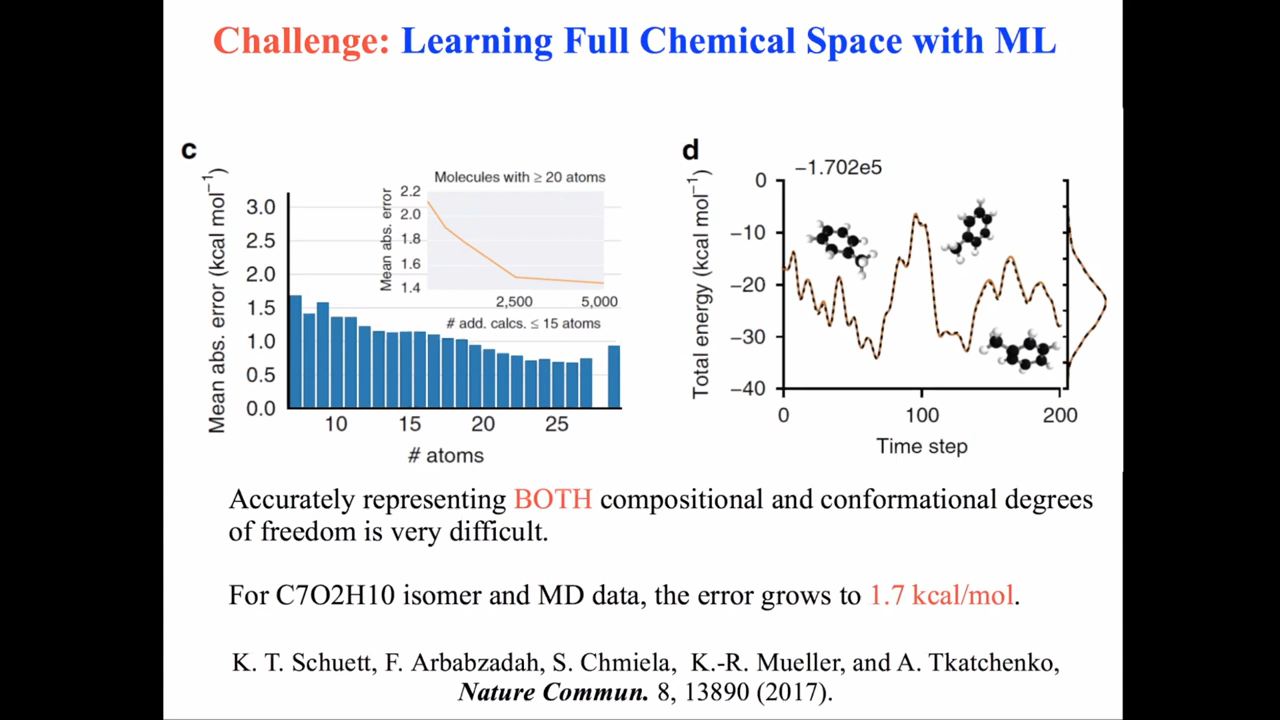 Challenge: Learning Full Chemical Space with ML
c
Mean abs. error (kcal mol⁻¹)
3.0
2.5
2.0
1.5
1.0
0.5
0.0
10 15 20 25
# atoms
Molecules with ≥ 20 atoms
Mean abs. error
2.2
2.0
1.8
1.6
1.4
2,500 5,000
# add. calcs. ≤ 15 atoms
d
−1.702e5
Total energy (kcal mol⁻¹)
0
−10
−20
−30
−40
0 100 200
Time step
Accurately representing BOTH compositional and conformational degrees
of freedom is very difficult.
For C7O2H10 isomer and MD data, the error grows to 1.7 kcal/mol.
K. T. Schuett, F. Arbabzadah, S. Chmiela, K.-R. Mueller, and A. Tkatchenko,
Nature Commun. 8, 13890 (2017).